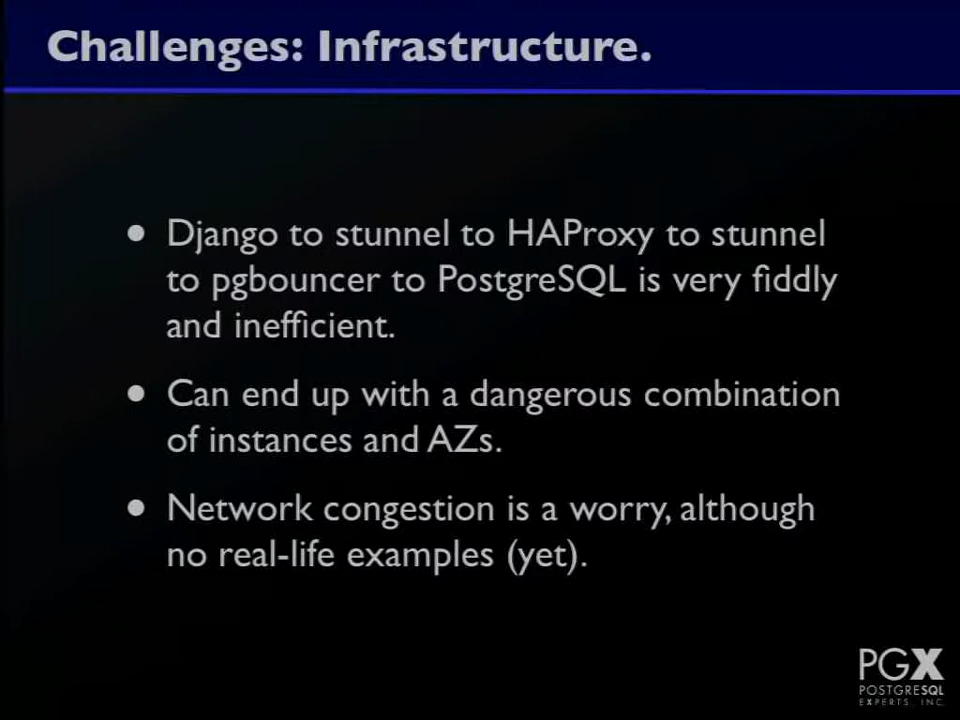 Challenges: Infrastructure.
• Django to stunnel to HAProxy to stunnel
to pgbouncer to PostgreSQL is very fiddly
and inefficient.
• Can end up with a dangerous combination
of instances and AZs.
• Network congestion is a worry, although
no real-life examples (yet).
PGX
POSTGRESQL
EXPERTS, INC.